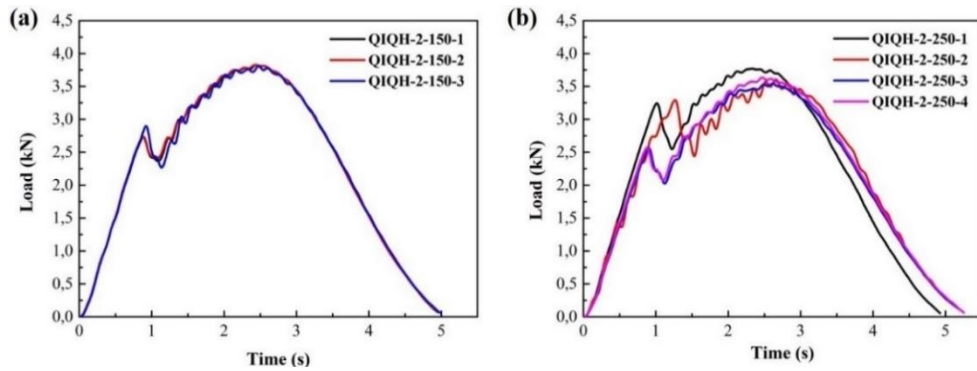 (a)
Load (kN)
4,5
4,0
3,5
3,0
2,5
2,0
1,5
1,0
0,5
0,0
QIQH-2-150-1
QIQH-2-150-2
QIQH-2-150-3
0 1 2 3 4 5
Time (s)
(b)
Load (kN)
4,5
4,0
3,5
3,0
2,5
2,0
1,5
1,0
0,5
0,0
QIQH-2-250-1
QIQH-2-250-2
QIQH-2-250-3
QIQH-2-250-4
0 1 2 3 4 5
Time (s)